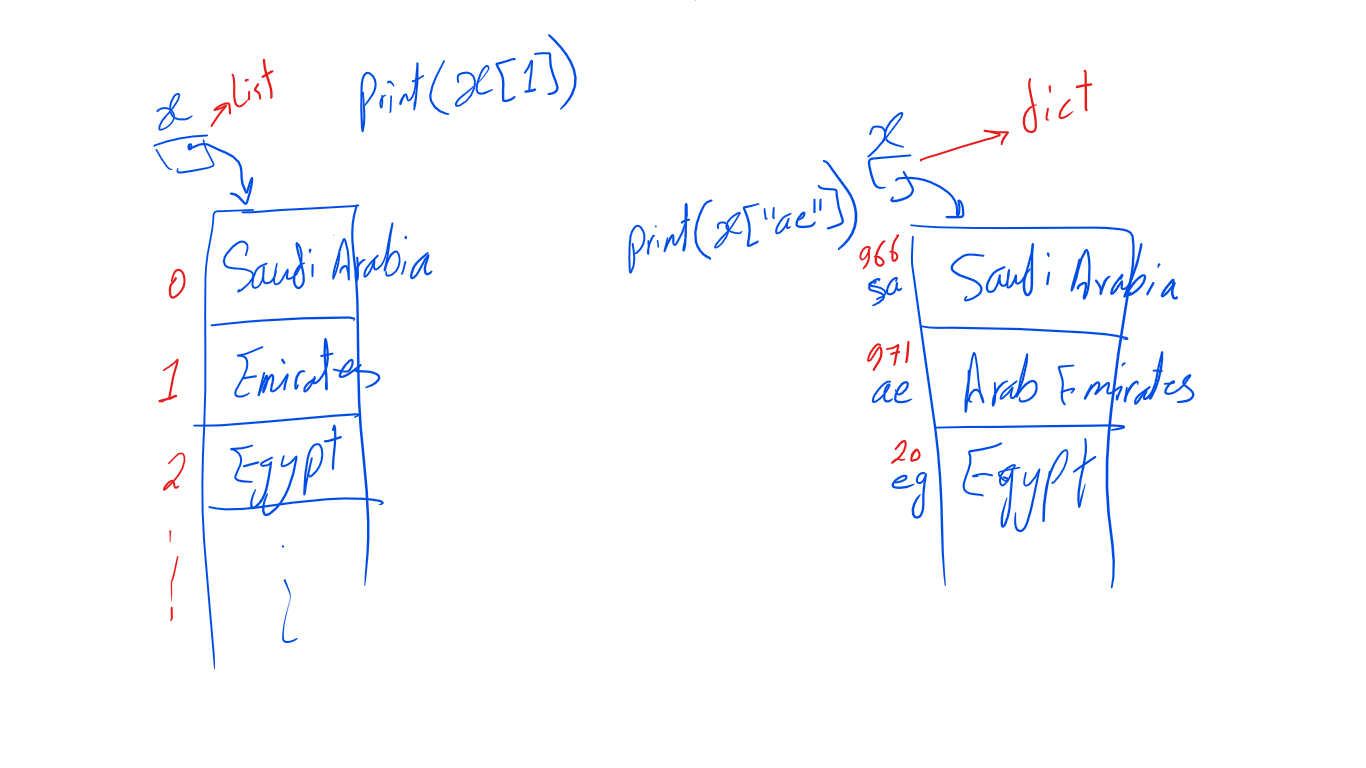 x
List
print(x[1])
0 Saudi Arabia
1 Emirates
2 Egypt
x
dict
print(x["ae"])
966
sa Saudi Arabia
971
ae Arab Emirates
20
eg Egypt